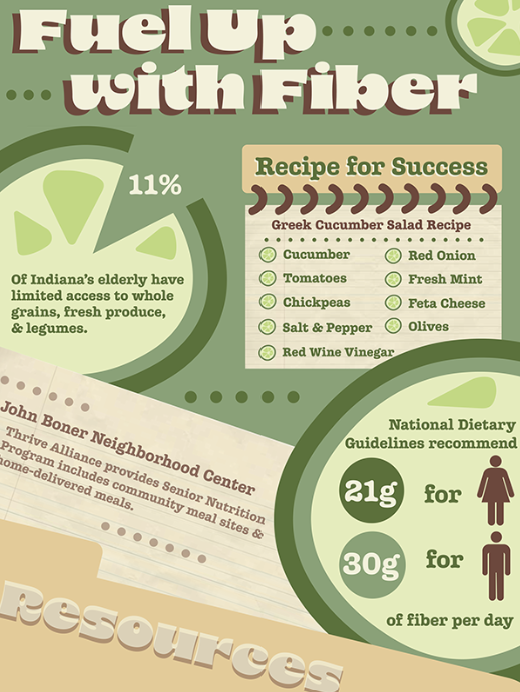 Fuel Up
with Fiber
11%
Of Indiana's elderly have
limited access to whole
grains, fresh produce,
& legumes.
Recipe for Success
Greek Cucumber Salad Recipe
Cucumber
Tomatoes
Chickpeas
Salt & Pepper
Red Wine Vinegar
Red Onion
Fresh Mint
Feta Cheese
Olives
John Boner Neighborhood Center
Thrive Alliance provides Senior Nutrition
Program includes community meal sites &
home-delivered meals.
Resources
National Dietary
Guidelines recommend
21g for
30g for
of fiber per day